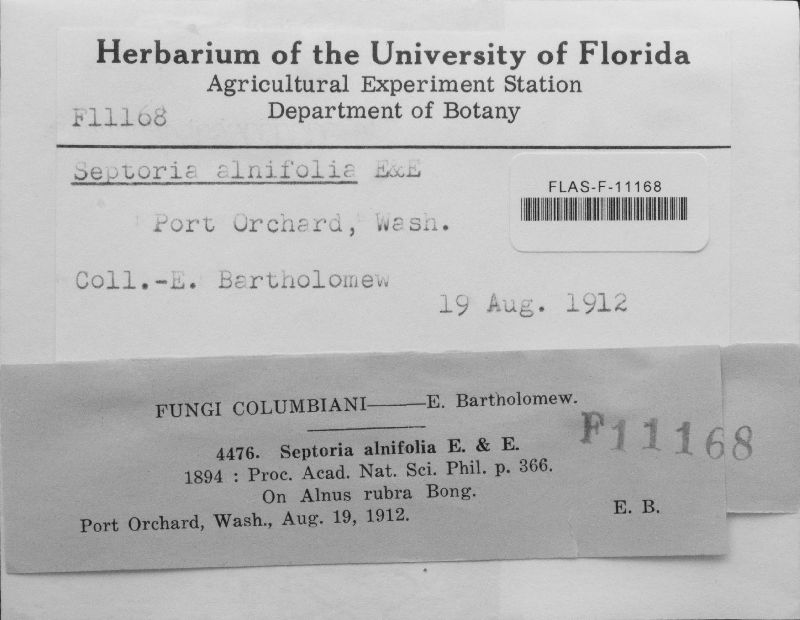 Herbarium of the University of Florida
Agricultural Experiment Station
Department of Botany
F11168
Septoria alnifolia E&E
FLAS-F-11168
Port Orchard, Wash.
Coll.-E. Bartholomew
19 Aug. 1912
FUNGI COLUMBIANI——E. Bartholomew.
F11168
4476. Septoria alnifolia E. & E.
1894 : Proc. Acad. Nat. Sci. Phil. p. 366.
On Alnus rubra Bong.
Port Orchard, Wash., Aug. 19, 1912.
E. B.